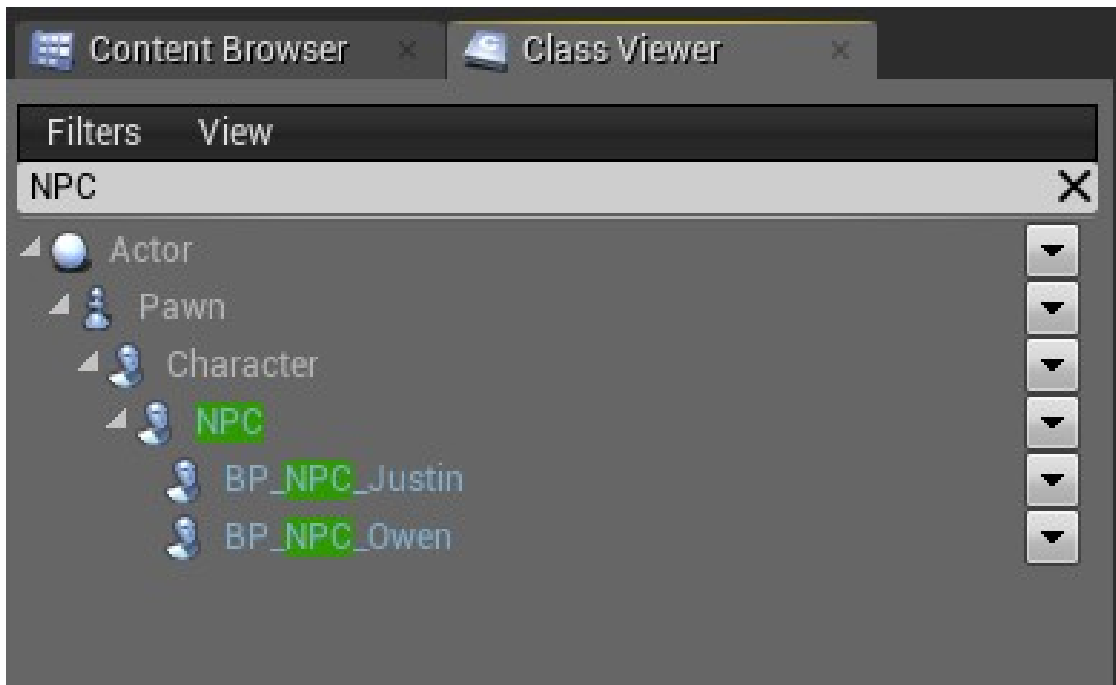 Content Browser Class Viewer
Filters View
NPC
Actor
Pawn
Character
NPC
BP_NPC_Justin
BP_NPC_Owen